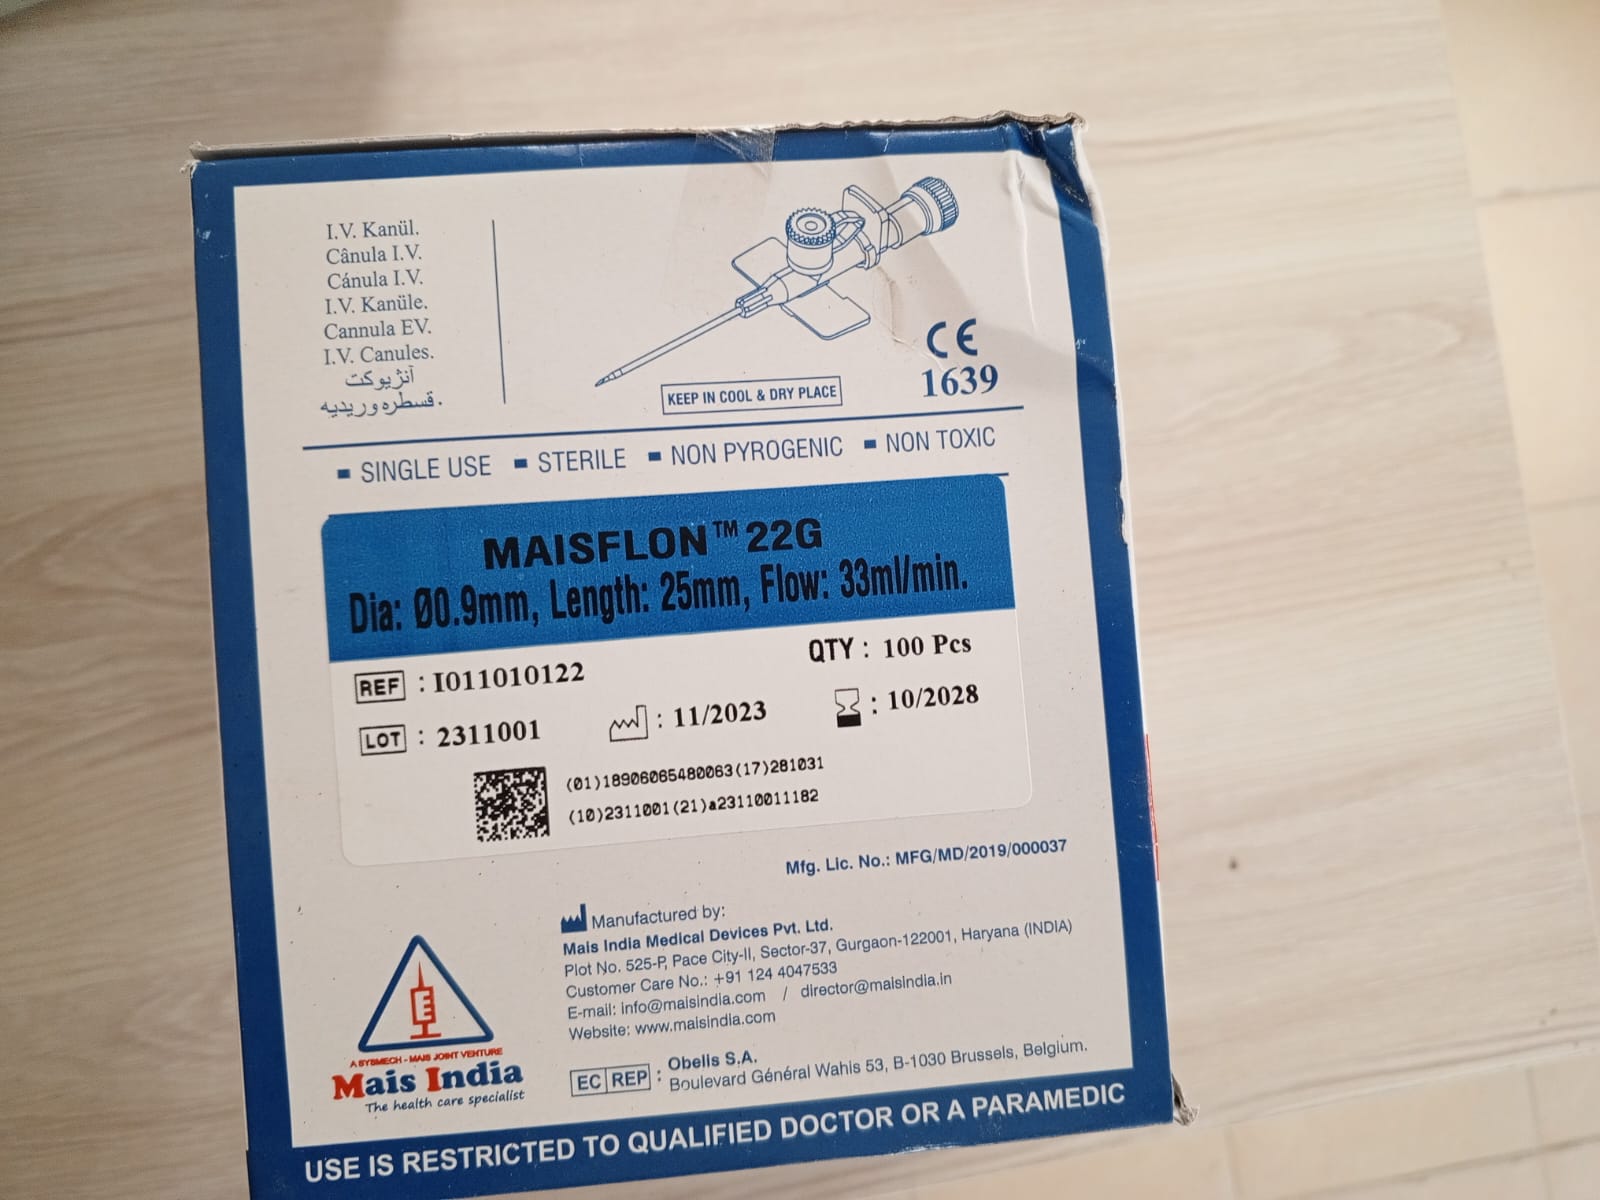 I.V. Kanül.
Cânula I.V.
Cánula I.V.
I.V. Kanüle.
Cannula EV.
I.V. Canules.
آنژیوکت
قسطره وریدیه.
KEEP IN COOL & DRY PLACE
CE
1639
SINGLE USE STERILE NON PYROGENIC NON TOXIC
MAISFLON™ 22G
Dia: Ø0.9mm, Length: 25mm, Flow: 33ml/min.
QTY : 100 Pcs
REF : I011010122
LOT : 2311001 : 11/2023 : 10/2028
(01)18906065480063(17)281031
(10)2311001(21)a23110011182
Mfg. Lic. No.: MFG/MD/2019/000037
Manufactured by:
Mais India Medical Devices Pvt. Ltd.
Plot No. 525-P, Pace City-II, Sector-37, Gurgaon-122001, Haryana (INDIA)
Customer Care No.: +91 124 4047533
E-mail: info@maisindia.com / director@maisindia.in
Website: www.maisindia.com
A SYSMECH - MAIS JOINT VENTURE
Mais India
The health care specialist
EC REP : Obelis S.A.
Boulevard Général Wahis 53, B-1030 Brussels, Belgium.
USE IS RESTRICTED TO QUALIFIED DOCTOR OR A PARAMEDIC